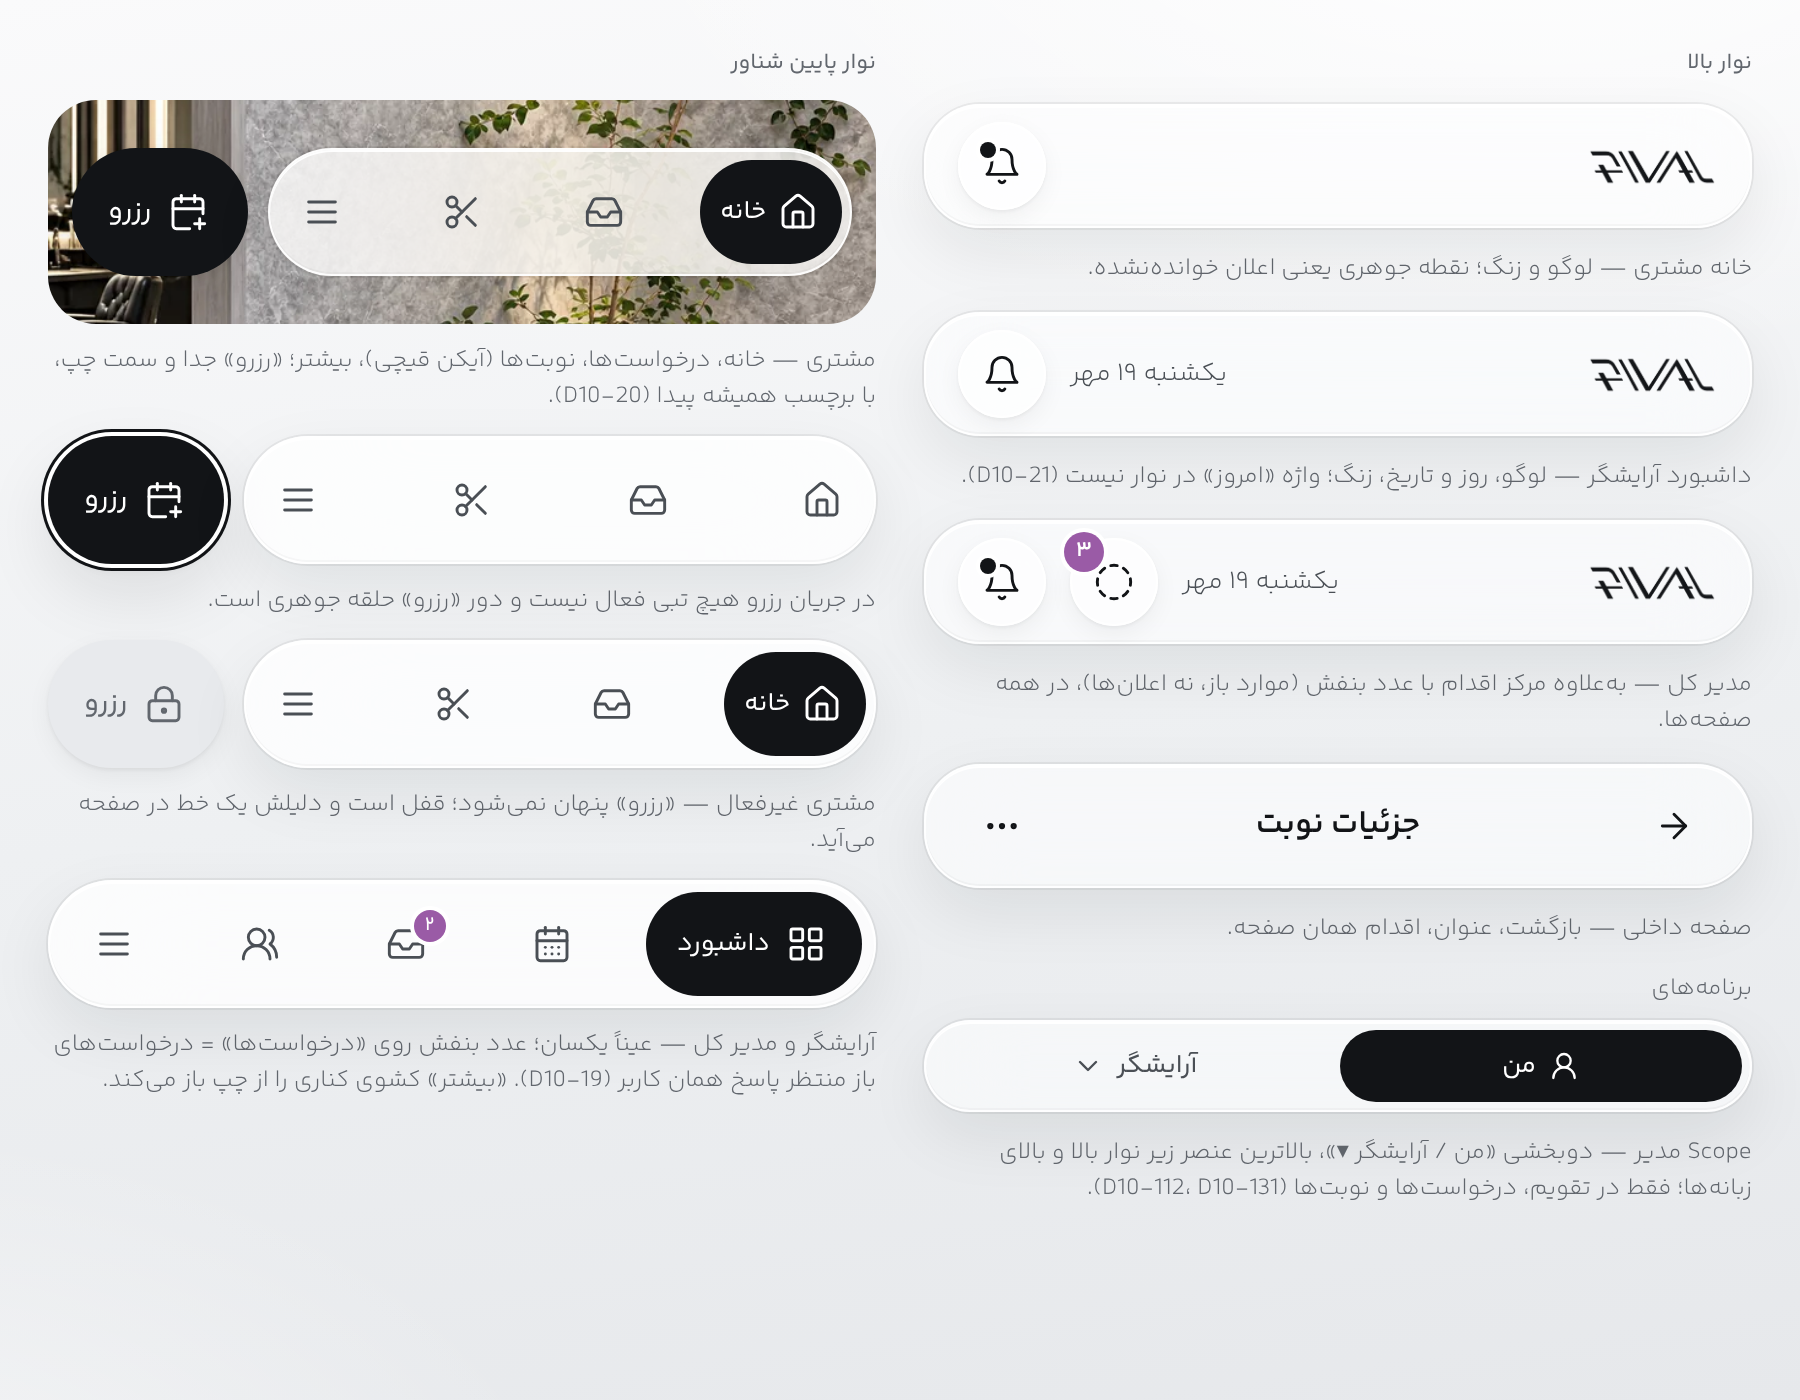 نوار بالا
RIVAL
خانه مشتری — لوگو و زنگ؛ نقطه جوهری یعنی اعلان خوانده‌نشده.
RIVAL
یکشنبه ۱۹ مهر
داشبورد آرایشگر — لوگو، روز و تاریخ، زنگ؛ واژه «امروز» در نوار نیست (D10-21).
RIVAL
یکشنبه ۱۹ مهر
۳
مدیر کل — به‌علاوه مرکز اقدام با عدد بنفش (موارد باز، نه اعلان‌ها)، در همه
صفحه‌ها.
جزئیات نوبت
صفحه داخلی — بازگشت، عنوان، اقدام همان صفحه.
برنامه‌های
من
آرایشگر
Scope مدیر — دوبخشی «من / آرایشگر ▾»، بالاترین عنصر زیر نوار بالا و بالای
زبانه‌ها؛ فقط در تقویم، درخواست‌ها و نوبت‌ها (D10-112، D10-131).
نوار پایین شناور
خانه
رزرو
مشتری — خانه، درخواست‌ها، نوبت‌ها (آیکن قیچی)، بیشتر؛ «رزرو» جدا و سمت چپ،
با برچسب همیشه پیدا (D10-20).
رزرو
در جریان رزرو هیچ تبی فعال نیست و دور «رزرو» حلقه جوهری است.
خانه
رزرو
مشتری غیرفعال — «رزرو» پنهان نمی‌شود؛ قفل است و دلیلش یک خط در صفحه
می‌آید.
داشبورد
۲
آرایشگر و مدیر کل — عیناً یکسان؛ عدد بنفش روی «درخواست‌ها» = درخواست‌های
باز منتظر پاسخ همان کاربر (D10-19). «بیشتر» کشوی کناری را از چپ باز می‌کند.